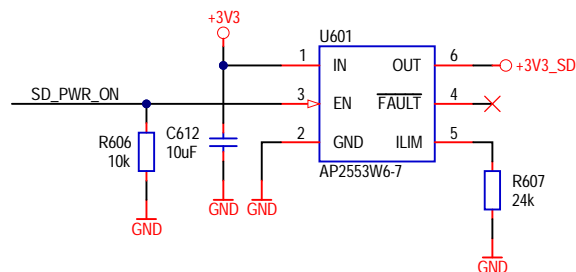 +3V3
U601
1 IN OUT 6 +3V3_SD
SD_PWR_ON 3 EN FAULT 4
2 GND ILIM 5
AP2553W6-7
R606
10k
C612
10uF
R607
24k
GND
GND
GND
GND